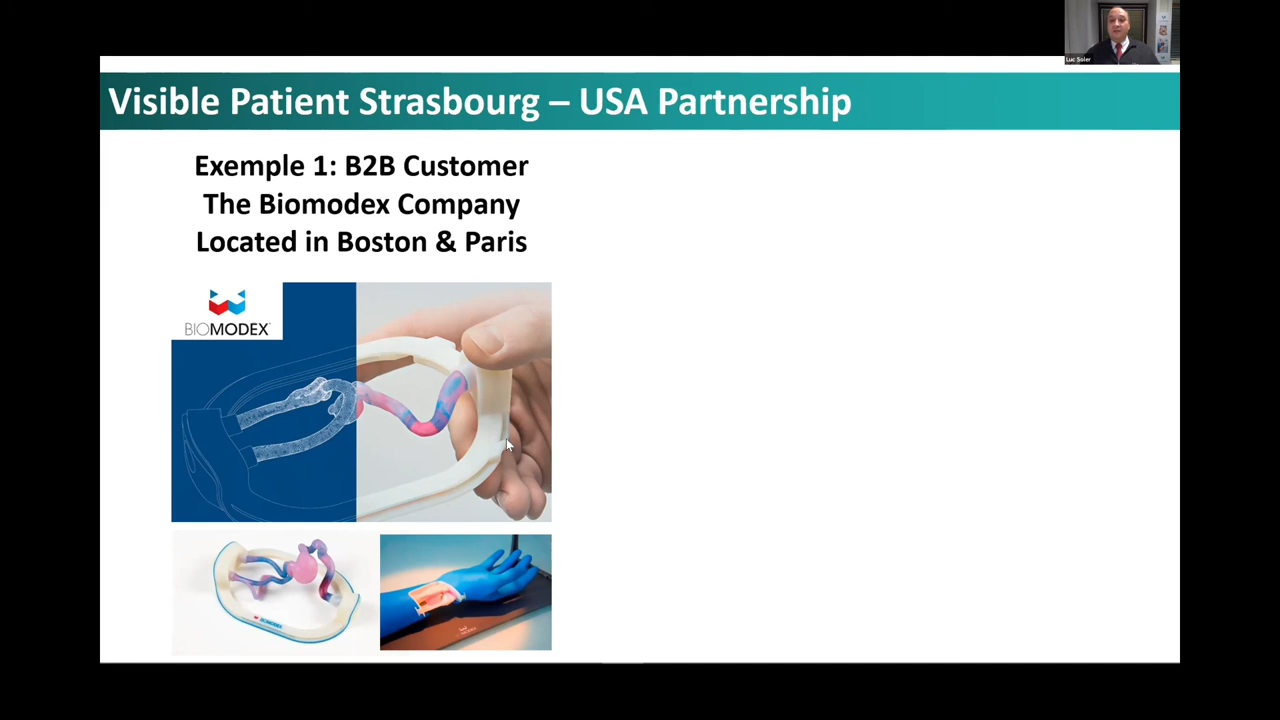 Luc Soler
Visible Patient Strasbourg – USA Partnership
Exemple 1: B2B Customer
The Biomodex Company
Located in Boston & Paris
BIOMODEX
BIOMODEX